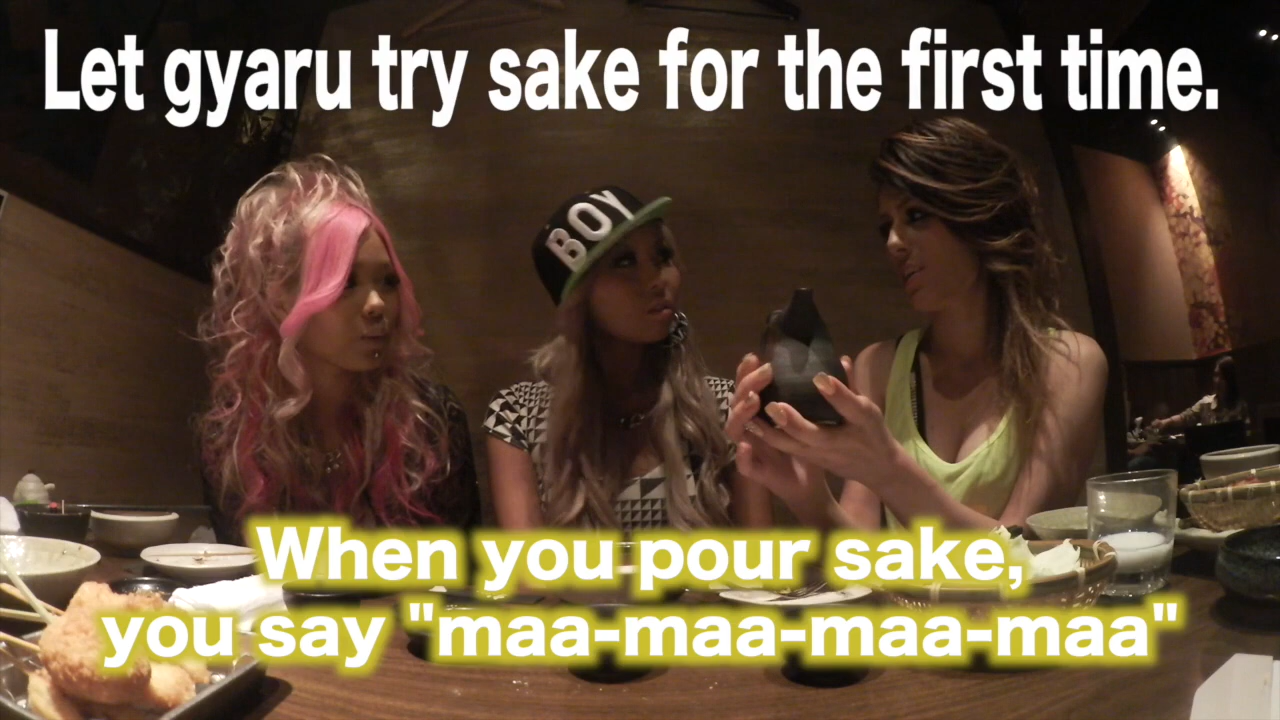 Let gyaru try sake for the first time.
BOY
When you pour sake,
you say "maa-maa-maa-maa"